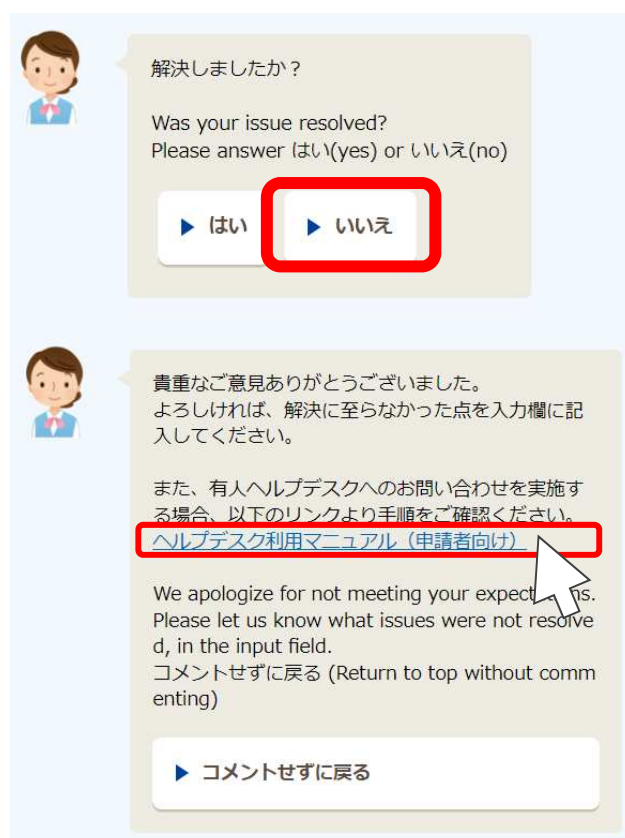 解決しましたか？
Was your issue resolved?
Please answer はい(yes) or いいえ(no)
はい
いいえ
貴重なご意見ありがとうございました。
よろしければ、解決に至らなかった点を入力欄に記
入してください。
また、有人ヘルプデスクへのお問い合わせを実施す
る場合、以下のリンクより手順をご確認ください。
ヘルプデスク利用マニュアル（申請者向け）
We apologize for not meeting your expectations.
Please let us know what issues were not resolve
d, in the input field.
コメントせずに戻る (Return to top without comm
enting)
コメントせずに戻る